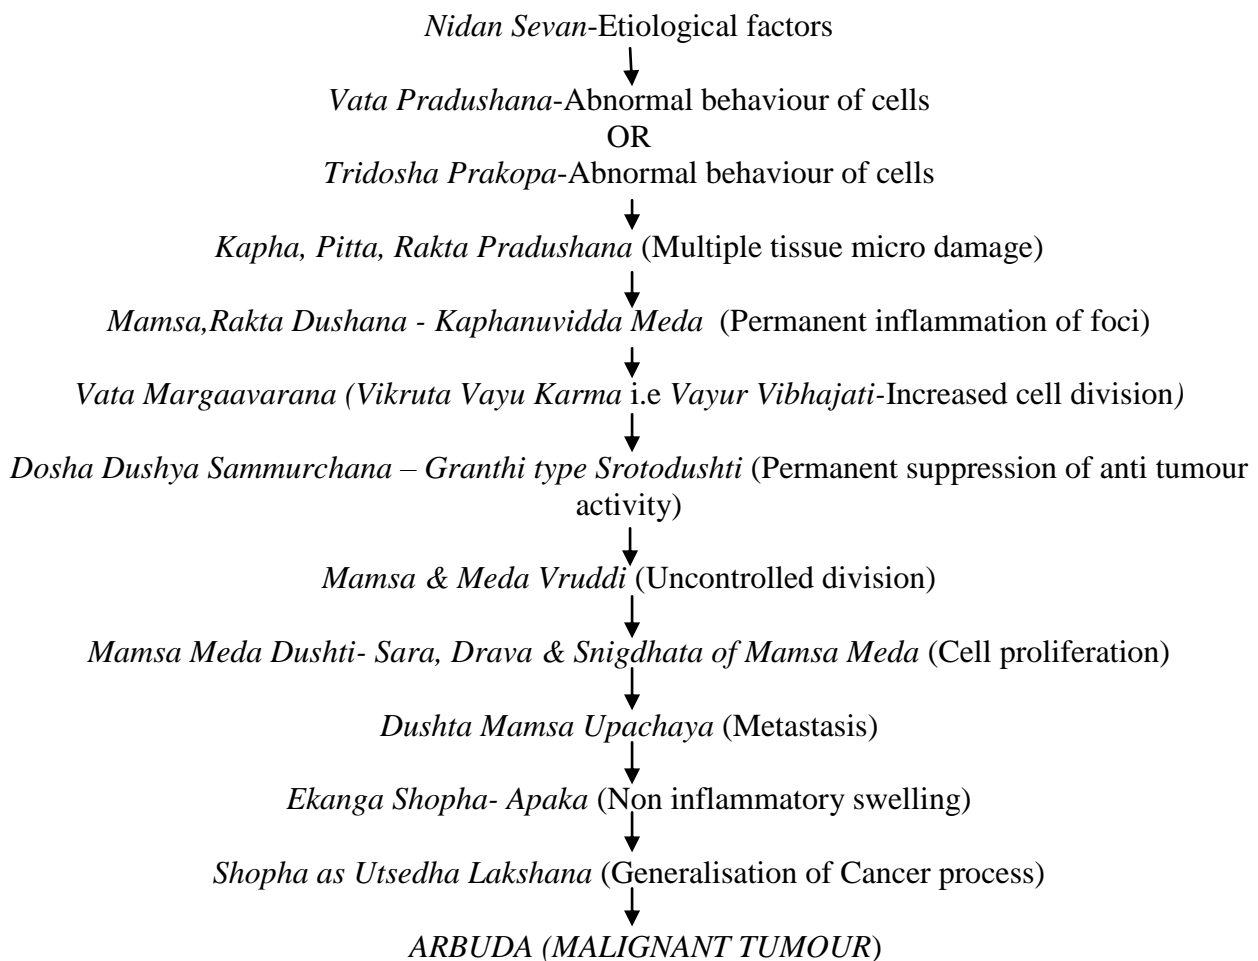 Nidan Sevan-Etiological factors
Vata Pradushana-Abnormal behaviour of cells
OR
Tridosha Prakopa-Abnormal behaviour of cells
Kapha, Pitta, Rakta Pradushana (Multiple tissue micro damage)
Mamsa,Rakta Dushana - Kaphanuvidda Meda (Permanent inflammation of foci)
Vata Margaavarana (Vikruta Vayu Karma i.e Vayur Vibhajati-Increased cell division)
Dosha Dushya Sammurchana – Granthi type Srotodushti (Permanent suppression of anti tumour
activity)
Mamsa & Meda Vruddi (Uncontrolled division)
Mamsa Meda Dushti- Sara, Drava & Snigdhata of Mamsa Meda (Cell proliferation)
Dushta Mamsa Upachaya (Metastasis)
Ekanga Shopha- Apaka (Non inflammatory swelling)
Shopha as Utsedha Lakshana (Generalisation of Cancer process)
ARBUDA (MALIGNANT TUMOUR)